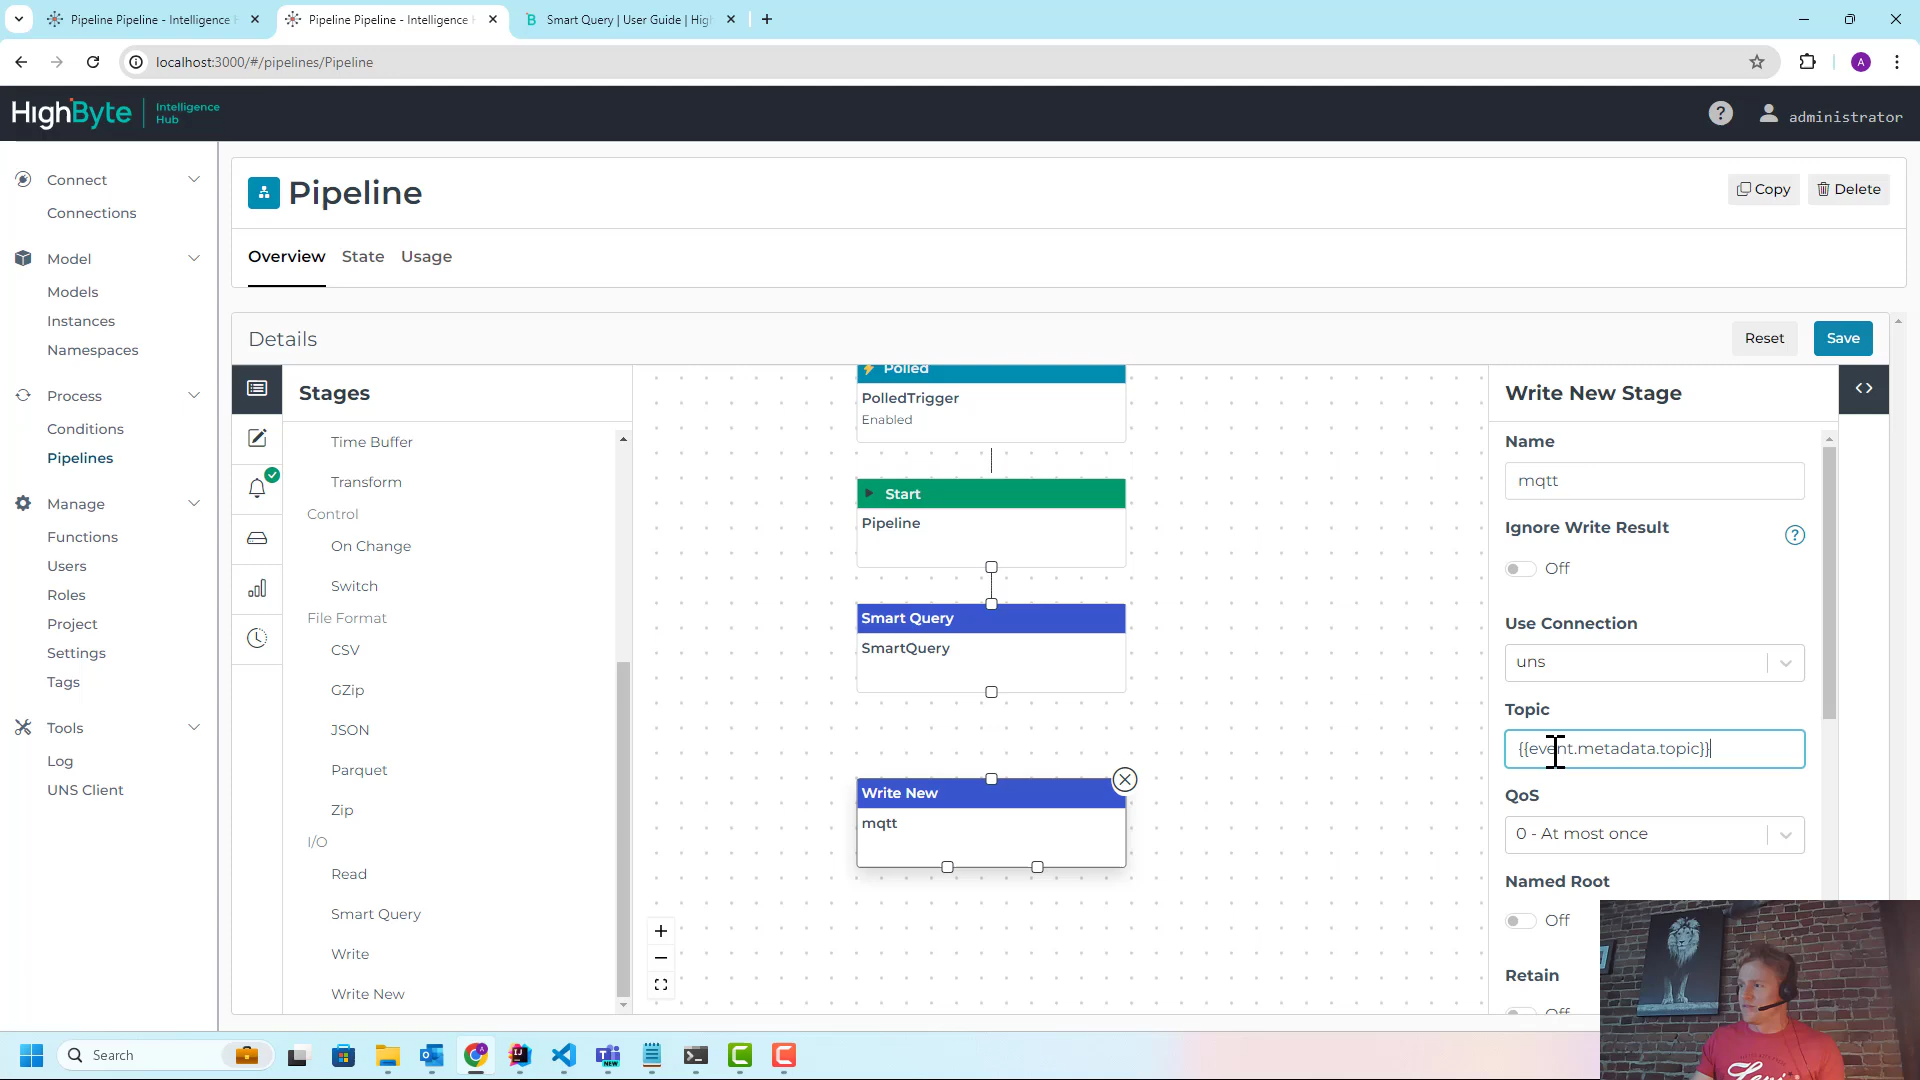 Pipeline Pipeline - Intelligence
Pipeline Pipeline - Intelligence
Smart Query | User Guide | Hig
localhost:3000/#/pipelines/Pipeline
A
HighByte
Intelligence
Hub
administrator
Connect
Connections
Model
Models
Instances
Namespaces
Process
Conditions
Pipelines
Manage
Functions
Users
Roles
Project
Settings
Tags
Tools
Log
UNS Client
Pipeline
Copy
Delete
Overview
State
Usage
Details
Reset
Save
Stages
Time Buffer
Transform
Control
On Change
Switch
File Format
CSV
GZip
JSON
Parquet
Zip
I/O
Read
Smart Query
Write
Write New
Polled
PolledTrigger
Enabled
Start
Pipeline
Smart Query
SmartQuery
Write New
mqtt
Write New Stage
Name
mqtt
Ignore Write Result
Off
Use Connection
uns
Topic
{{event.metadata.topic}}
QoS
0 - At most once
Named Root
Off
Retain
Off
Search